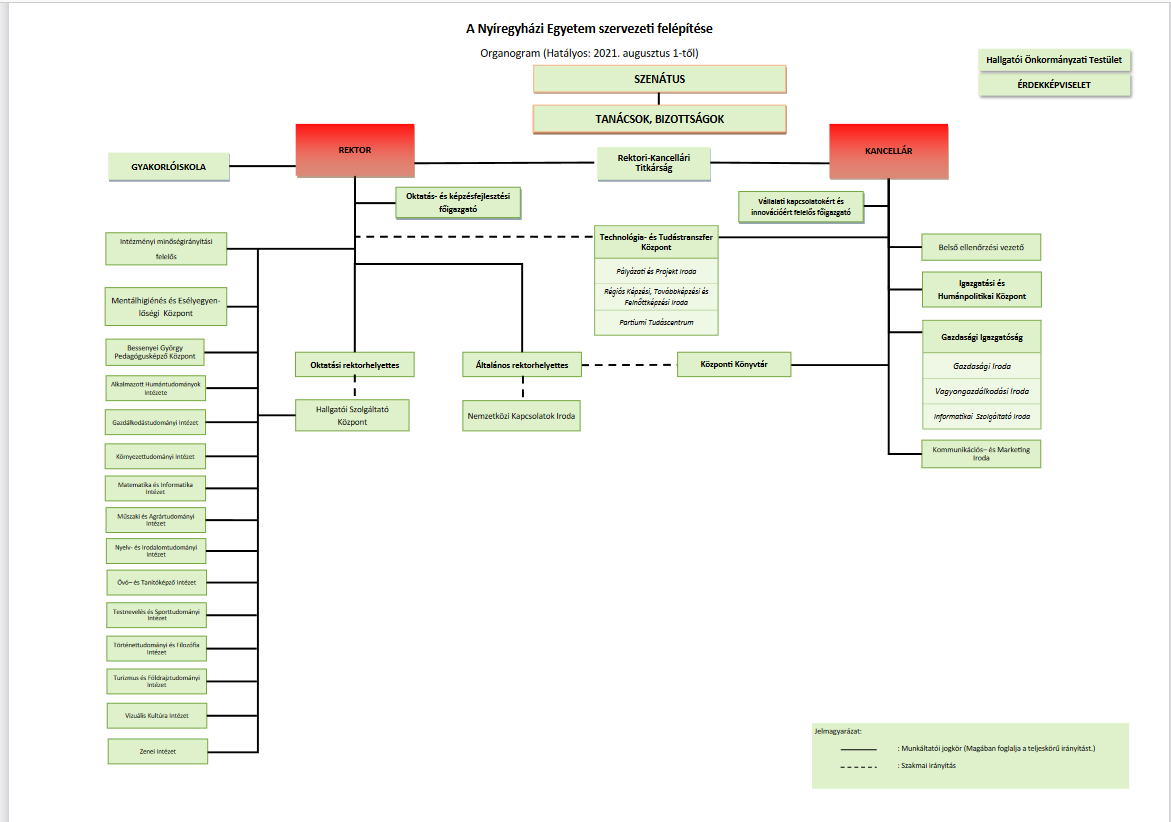 A Nyíregyházi Egyetem szervezeti felépítése
Organogram (Hatályos: 2021. augusztus 1-től)
Hallgatói Önkormányzati Testület
ÉRDEKKÉPVISELET
SZENÁTUS
TANÁCSOK, BIZOTTSÁGOK
GYAKORLÓISKOLA
REKTOR
Rektori-Kancellári
Titkárság
KANCELLÁR
Oktatás- és képzésfejlesztési
főigazgató
Vállalati kapcsolatokért és
innovációért felelős főigazgató
Intézményi minőségirányítási
felelős
Technológia- és Tudástranszfer
Központ
Pályázati és Projekt Iroda
Régiós Képzési, Továbbképzési és
Felnőttképzési Iroda
Partiumi Tudáscentrum
Belső ellenőrzési vezető
Igazgatási és
Humánpolitikai Központ
Mentálhigiénés és Esélyegyen-
lőségi Központ
Gazdasági Igazgatóság
Gazdasági Iroda
Vagyongazdálkodási Iroda
Informatikai Szolgáltató Iroda
Bessenyei György
Pedagógusképző Központ
Oktatási rektorhelyettes
Általános rektorhelyettes
Központi Könyvtár
Alkalmazott Humántudományok
Intézete
Hallgatói Szolgáltató
Központ
Nemzetközi Kapcsolatok Iroda
Gazdálkodástudományi Intézet
Kommunikációs– és Marketing
Iroda
Környezettudományi Intézet
Matematika és Informatika
Intézet
Műszaki és Agrártudományi
Intézet
Nyelv- és Irodalomtudományi
Intézet
Óvó– és Tanítóképző Intézet
Testnevelés és Sporttudományi
Intézet
Történettudományi és Filozófia
Intézet
Turizmus és Földrajztudományi
Intézet
Vizuális Kultúra Intézet
Zenei Intézet
Jelmagyarázat:
: Munkáltatói jogkör (Magában foglalja a teljeskörű irányítást.)
: Szakmai irányítás